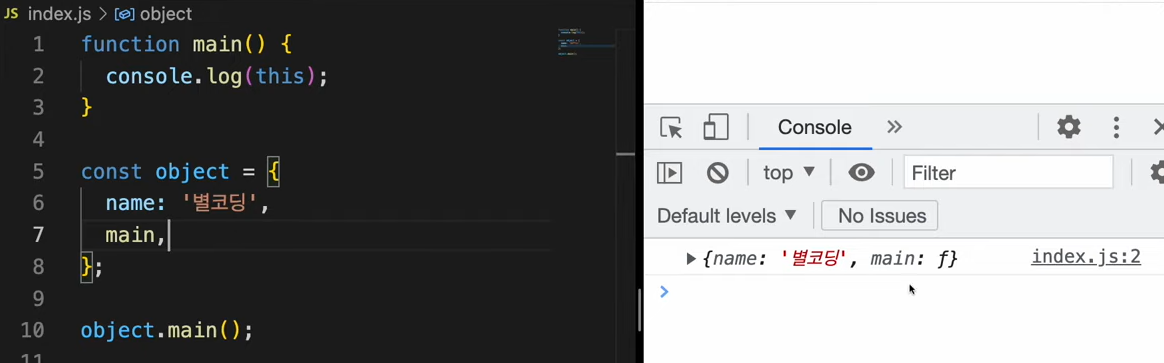 JS index.js > object
1 function main() {
2 console.log(this);
3 }
4
5 const object = {
6 name: '별코딩',
7 main,
8 };
9
10 object.main();
11
Console
top ▼ Filter
Default levels ▼ No Issues
▶ {name: '별코딩', main: ƒ} index.js:2
>